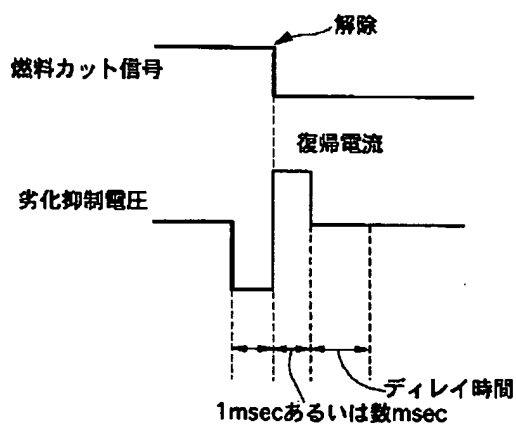 解除
燃料カット信号
復帰電流
劣化抑制電圧
ディレイ時間
1msecあるいは数msec